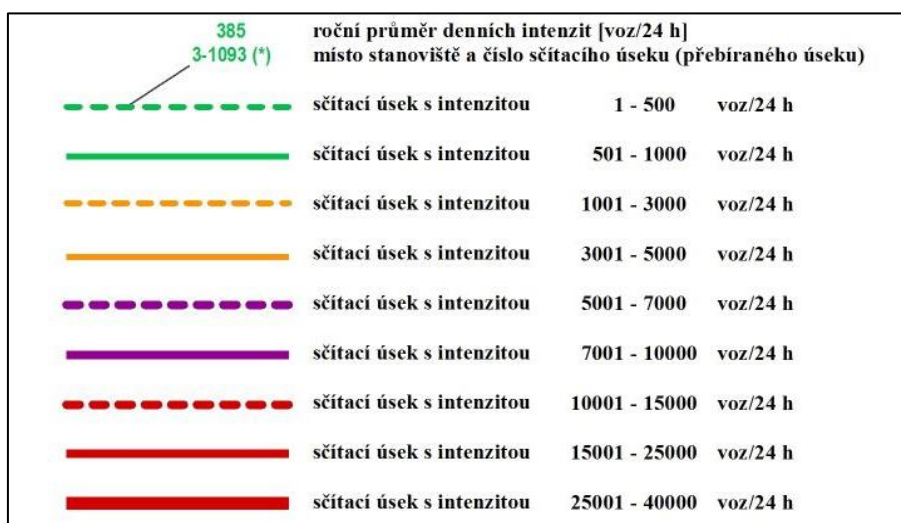 385 roční průměr denních intenzit [voz/24 h]
3-1093 (*) místo stanoviště a číslo sčítacího úseku (přebíraného úseku)
sčítací úsek s intenzitou 1 - 500 voz/24 h
sčítací úsek s intenzitou 501 - 1000 voz/24 h
sčítací úsek s intenzitou 1001 - 3000 voz/24 h
sčítací úsek s intenzitou 3001 - 5000 voz/24 h
sčítací úsek s intenzitou 5001 - 7000 voz/24 h
sčítací úsek s intenzitou 7001 - 10000 voz/24 h
sčítací úsek s intenzitou 10001 - 15000 voz/24 h
sčítací úsek s intenzitou 15001 - 25000 voz/24 h
sčítací úsek s intenzitou 25001 - 40000 voz/24 h